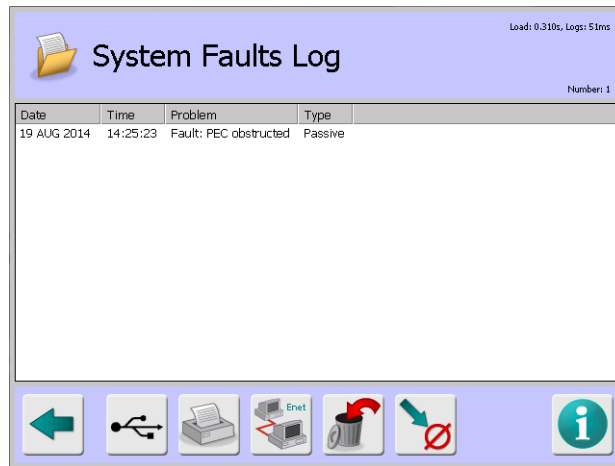 Load: 0.310s, Logs: 51ms
System Faults Log
Number: 1
Date Time Problem Type
19 AUG 2014 14:25:23 Fault: PEC obstructed Passive
Enet
i